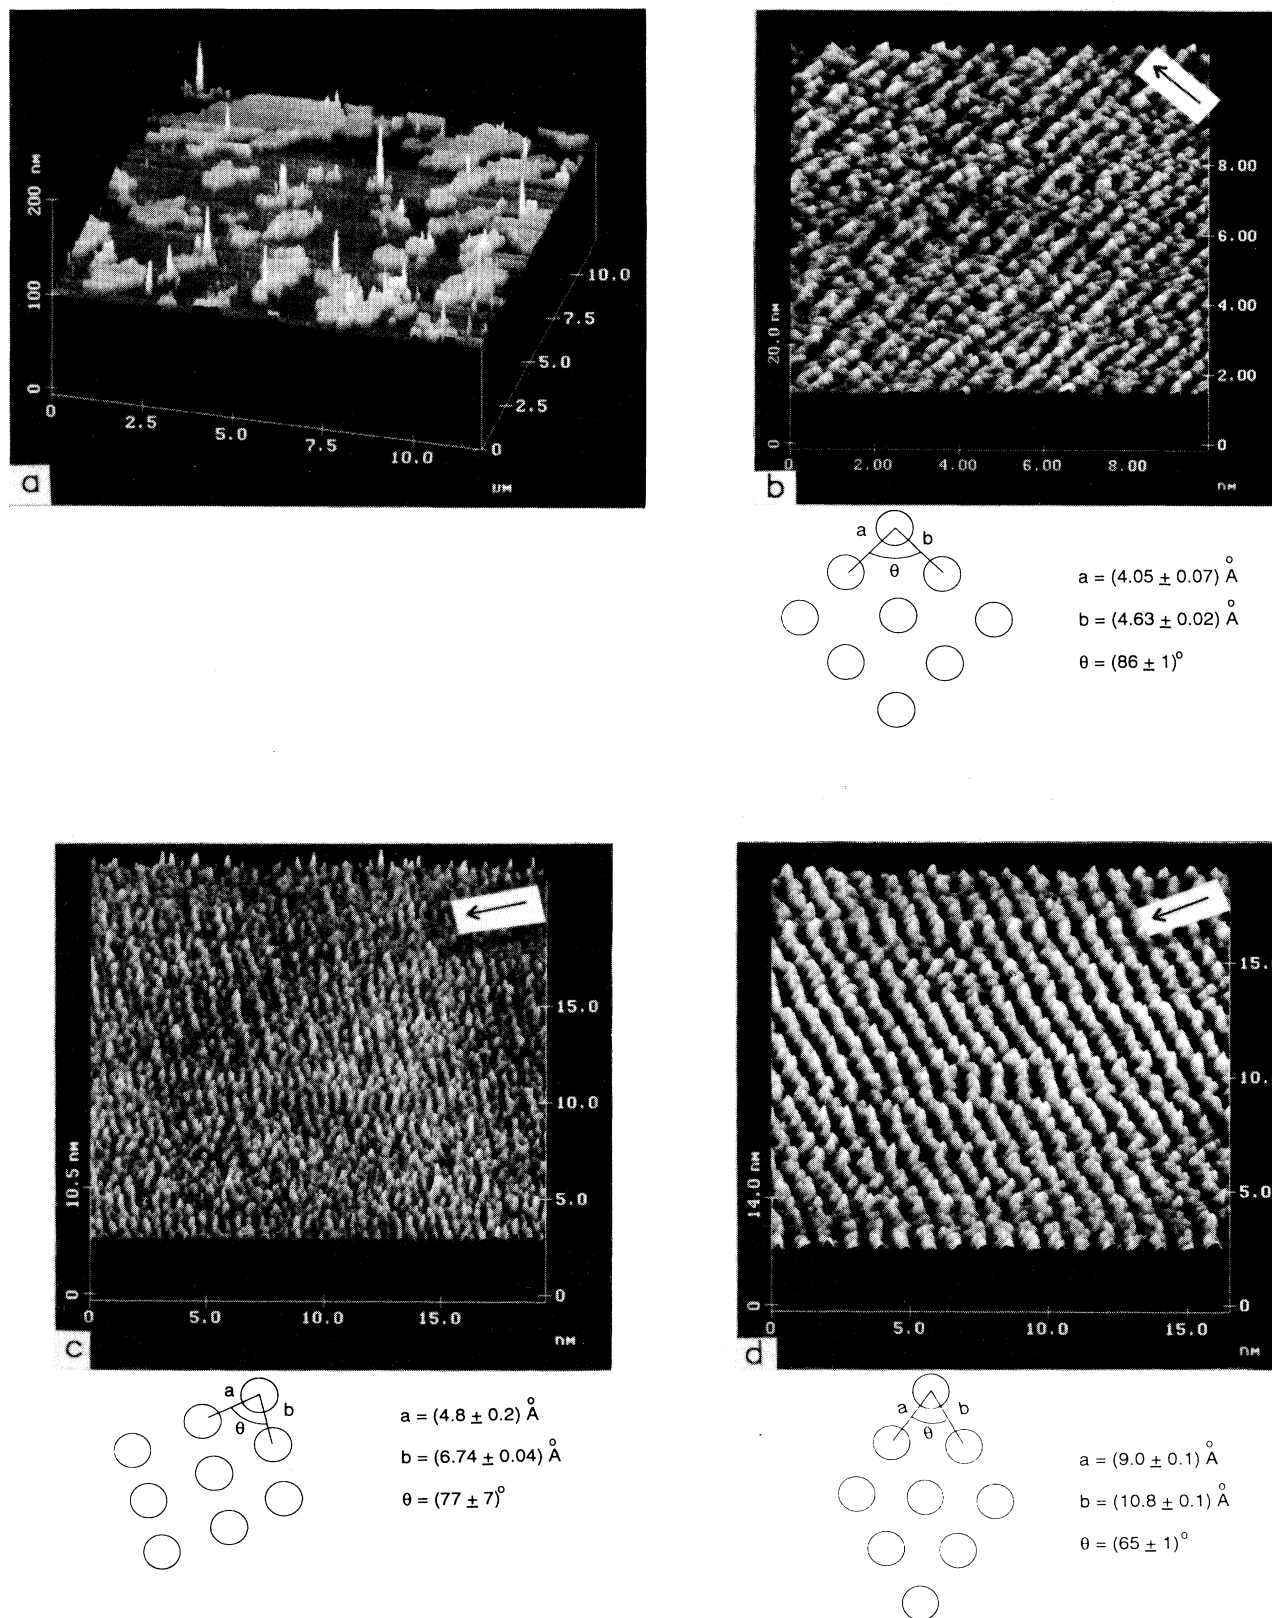 200 nм
100
0
0
2.5
5.0
7.5
10.0
0
2.5
5.0
7.5
10.0
μм
a
20.0 nм
0
0
2.00
4.00
6.00
8.00
0
2.00
4.00
6.00
8.00
nм
b
a
b
θ
a = (4.05 ± 0.07) Å
b = (4.63 ± 0.02) Å
θ = (86 ± 1)°
10.5 nм
0
0
5.0
10.0
15.0
0
5.0
10.0
15.0
nм
c
a
b
θ
a = (4.8 ± 0.2) Å
b = (6.74 ± 0.04) Å
θ = (77 ± 7)°
14.0 nм
0
0
5.0
10.0
15.0
0
5.0
10.
15.
nм
d
a
b
θ
a = (9.0 ± 0.1) Å
b = (10.8 ± 0.1) Å
θ = (65 ± 1)°